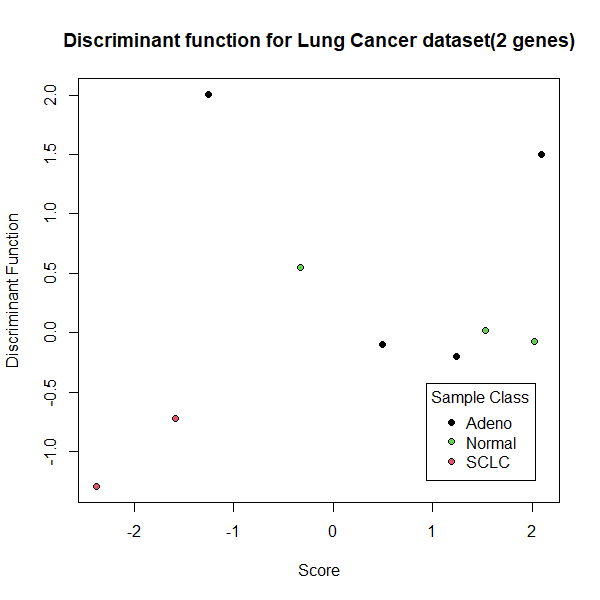 Discriminant function for Lung Cancer dataset(2 genes)
Discriminant Function
2.0
1.5
1.0
0.5
0.0
-0.5
-1.0
Sample Class
Adeno
Normal
SCLC
-2 -1 0 1 2
Score